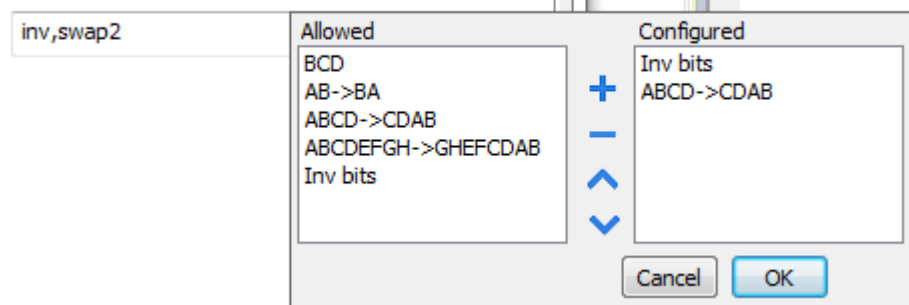 inv,swap2
Allowed
BCD
AB->BA
ABCD->CDAB
ABCDEFGH->GHEFCDAB
Inv bits
Configured
Inv bits
ABCD->CDAB
Cancel
OK